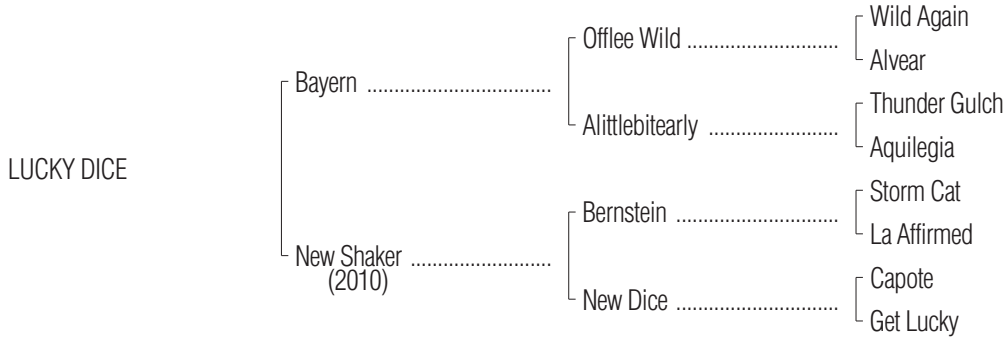 Wild Again
Offlee Wild ..................................
Alvear
Bayern .................................
Thunder Gulch
Alittlebitearly .............................
Aquilegia
LUCKY DICE
Storm Cat
Bernstein ....................................
La Affirmed
New Shaker .........................
(2010)
Capote
New Dice ....................................
Get Lucky